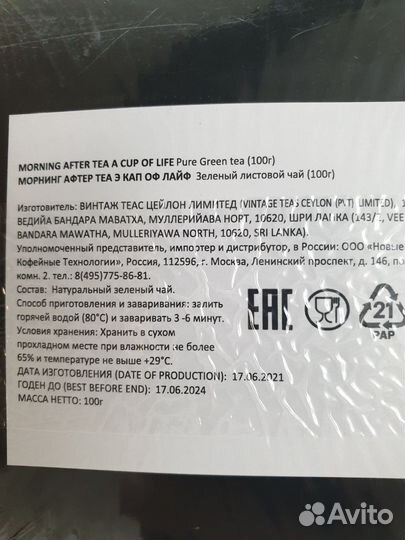 MORNING AFTER TEA A CUP OF LIFE Pure Green tea (100г)
МОРНИНГ АФТЕР ТЕА Э КАП ОФ ЛАЙФ Зеленый листовой чай (100г)
Изготовитель: ВИНТАЖ ТЕАС ЦЕЙЛОН ЛИМИТЕД (VINTAGE TEAS CEYLON (PVT) LIMITED), 1
ВЕДИЙА БАНДАРА МАВАТХА, МУЛЛЕРИЙАВА НОРТ, 10620, ШРИ ЛАНКА (143/2, VEE
BANDARA MAWATHA, MULLERIYAWA NORTH, 10620, SRI LANKA).
Уполномоченный представитель, импортер и дистрибутор, в России: ООО «Новые
Кофейные Технологии», Россия, 112596, г. Москва, Ленинский проспект, д. 146, п
комн. 2. тел.: 8(495)775-86-81.
Состав: Натуральный зеленый чай.
Способ приготовления и заваривания: залить
горячей водой (80°C) и заваривать 3 -6 минут.
Условия хранения: Хранить в сухом
прохладном месте при влажности не более
65% и температуре не выше +29°C.
ДАТА ИЗГОТОВЛЕНИЯ (DATE OF PRODUCTION): 17.06.2021
ГОДЕН ДО (BEST BEFORE END): 17.06.2024
МАССА НЕТТО: 100г
EAC
21
PAP
Avito